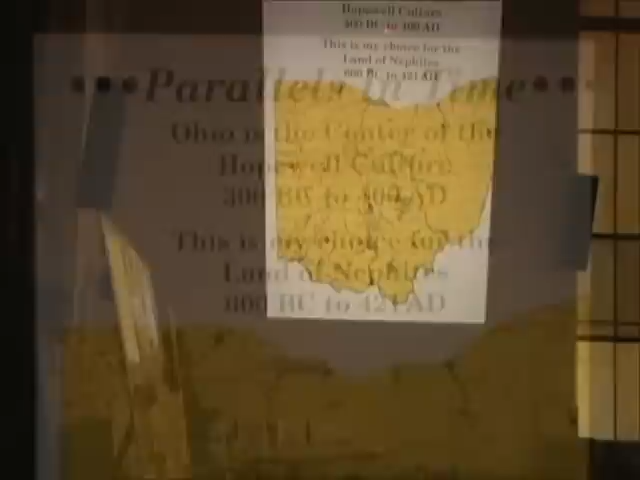 Hopewell Culture
300 BC to 400 AD
This is my choice for the
Land of Nephites
600 BC to 421 AD
•••Parallels in Time•••
Ohio is the Center of the
Hopewell Culture
300 BC to 400 AD
This is my choice for the
Land of Nephites
600 BC to 421 AD